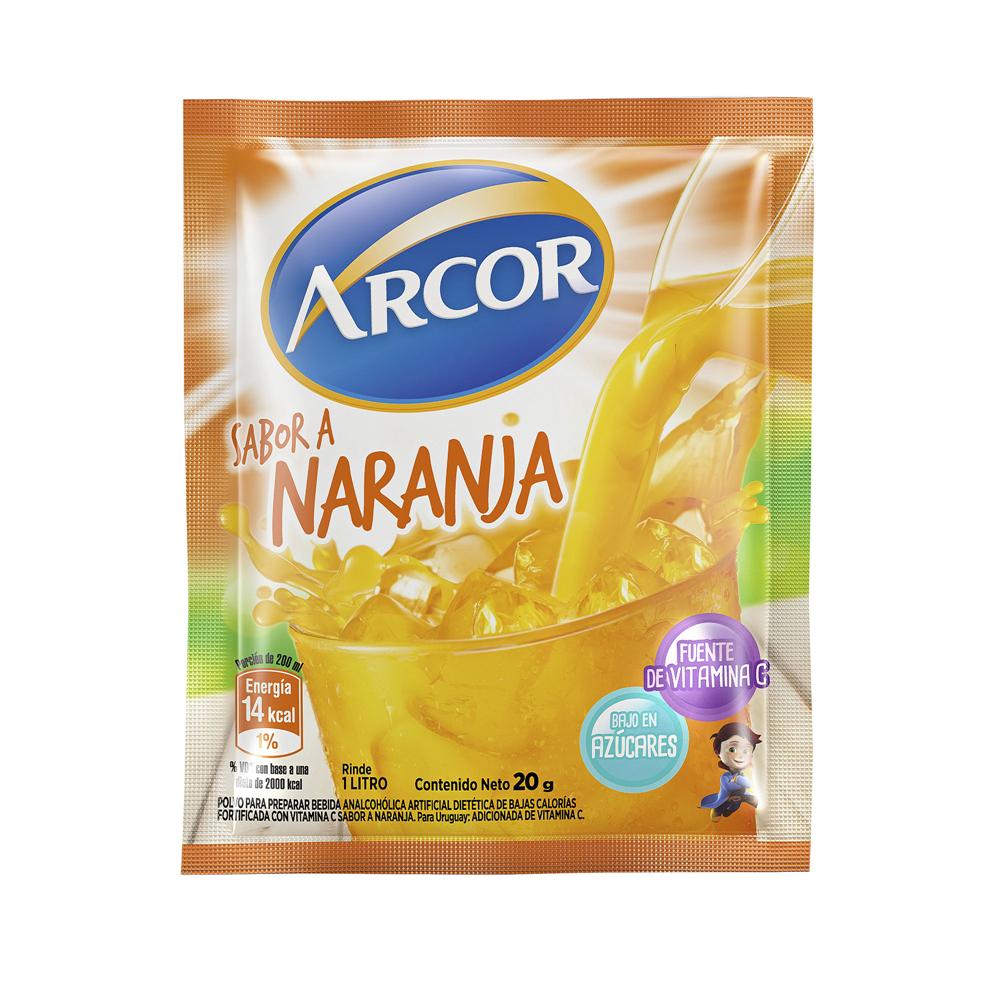 ARCOR
SABOR A
NARANJA
FUENTE
DE VITAMINA C
BAJO EN
AZÚCARES
Porción de 200 ml
Energía
14 kcal
1%
% VD* con base a una
dieta de 2000 kcal
Rinde
1 LITRO
Contenido Neto 20 g
POLVO PARA PREPARAR BEBIDA ANALCOHÓLICA ARTIFICIAL DIETÉTICA DE BAJAS CALORÍAS
FORTIFICADA CON VITAMINA C SABOR A NARANJA. Para Uruguay: ADICIONADA DE VITAMINA C.